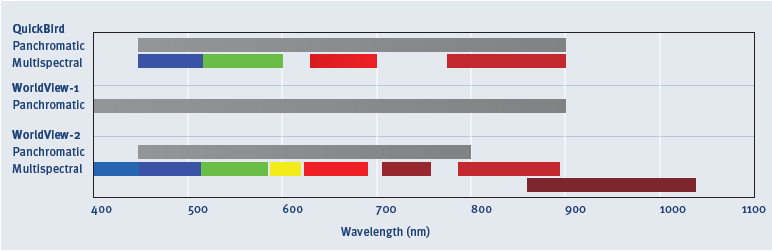 QuickBird
Panchromatic
Multispectral
WorldView-1
Panchromatic
WorldView-2
Panchromatic
Multispectral
400 500 600 700 800 900 1000 1100
Wavelength (nm)